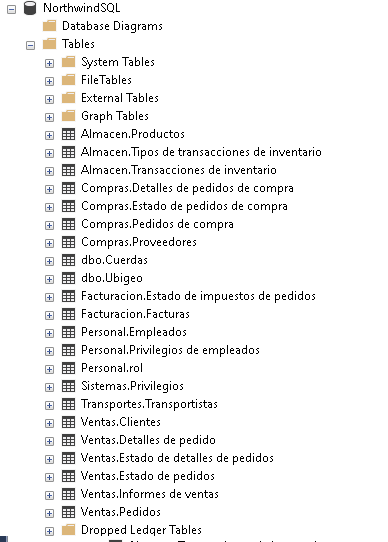 NorthwindSQL
Database Diagrams
Tables
System Tables
FileTables
External Tables
Graph Tables
Almacen.Productos
Almacen.Tipos de transacciones de inventario
Almacen.Transacciones de inventario
Compras.Detalles de pedidos de compra
Compras.Estado de pedidos de compra
Compras.Pedidos de compra
Compras.Proveedores
dbo.Cuerdas
dbo.Ubigeo
Facturacion.Estado de impuestos de pedidos
Facturacion.Facturas
Personal.Empleados
Personal.Privilegios de empleados
Personal.rol
Sistemas.Privilegios
Transportes.Transportistas
Ventas.Clientes
Ventas.Detalles de pedido
Ventas.Estado de detalles de pedidos
Ventas.Estado de pedidos
Ventas.Informes de ventas
Ventas.Pedidos
Dropped Ledger Tables